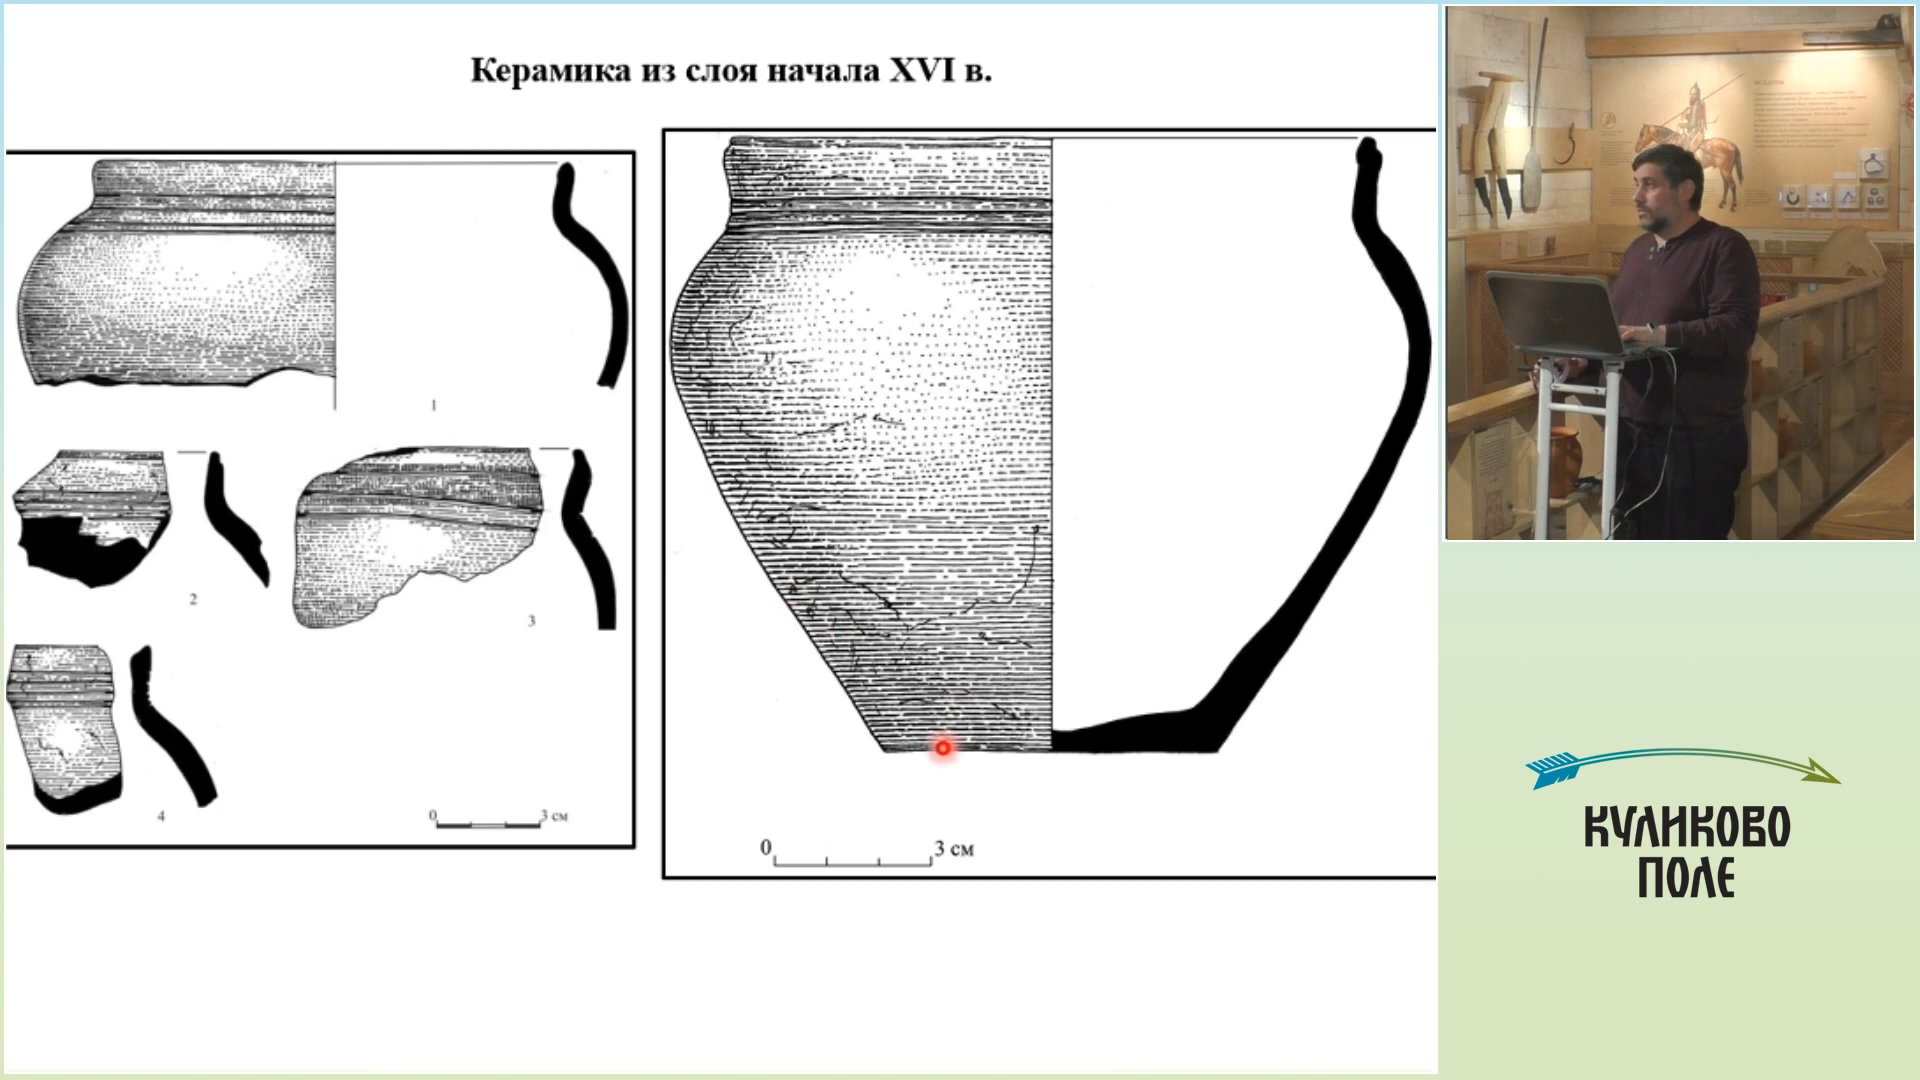 Керамика из слоя начала XVI в.
1
2
3
4
0 3 см
0 3 см
КУЛИКОВО
ПОЛЕ